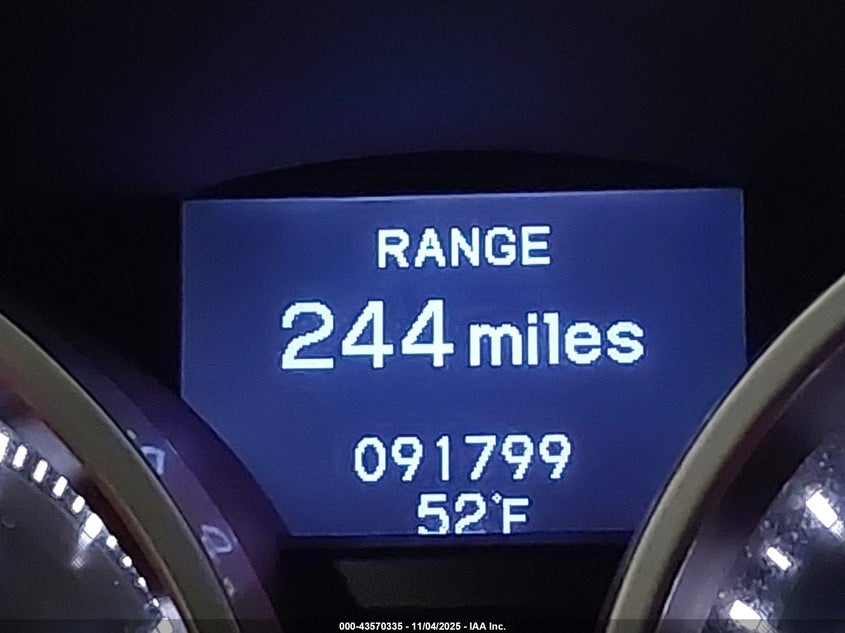 RANGE
244 miles
091799
52°F
000-43570335 - 11/04/2025 - IAA Inc.